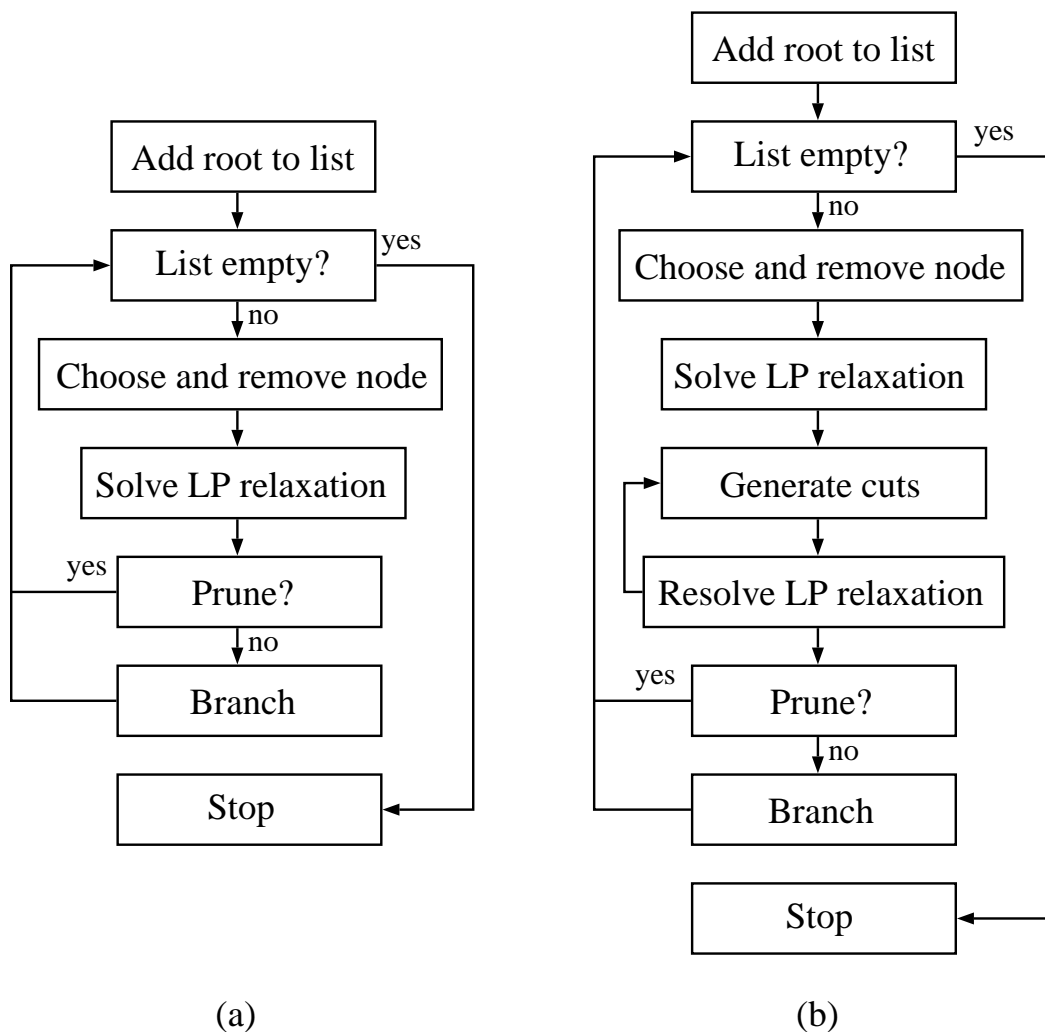 Add root to list
List empty?
yes
no
Choose and remove node
Solve LP relaxation
yes
Prune?
no
Branch
Stop
(a)
Add root to list
yes
List empty?
no
Choose and remove node
Solve LP relaxation
Generate cuts
Resolve LP relaxation
yes
Prune?
no
Branch
Stop
(b)